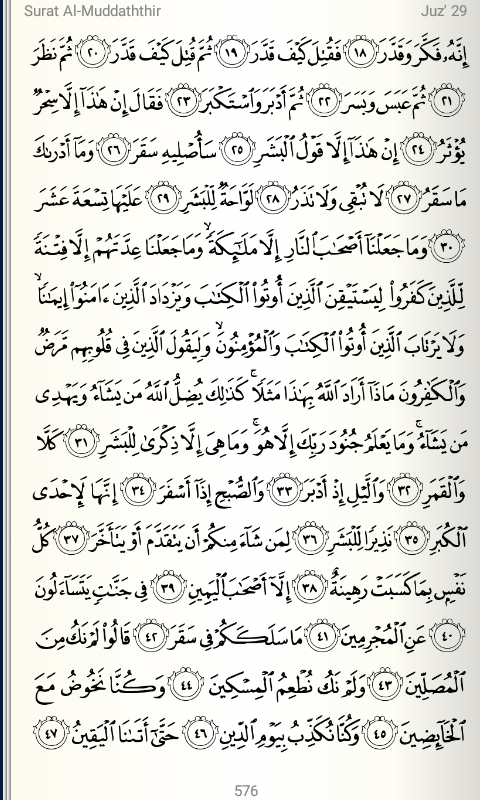 Surat Al-Muddaththir Juz' 29
إِنَّهُۥ فَكَّرَ وَقَدَّرَ ١٨ فَقُتِلَ كَيْفَ قَدَّرَ ١٩ ثُمَّ قُتِلَ كَيْفَ قَدَّرَ ٢٠ ثُمَّ نَظَرَ
٢١ ثُمَّ عَبَسَ وَبَسَرَ ٢٢ ثُمَّ أَدْبَرَ وَٱسْتَكْبَرَ ٢٣ فَقَالَ إِنْ هَٰذَآ إِلَّا سِحْرٌ
يُؤْثَرُ ٢٤ إِنْ هَٰذَآ إِلَّا قَوْلُ ٱلْبَشَرِ ٢٥ سَأُصْلِيهِ سَقَرَ ٢٦ وَمَآ أَدْرَىٰكَ
مَا سَقَرُ ٢٧ لَا تُبْقِى وَلَا تَذَرُ ٢٨ لَوَّاحَةٌ لِّلْبَشَرِ ٢٩ عَلَيْهَا تِسْعَةَ عَشَرَ
٣٠ وَمَا جَعَلْنَآ أَصْحَٰبَ ٱلنَّارِ إِلَّا مَلَٰٓئِكَةً ۙ وَمَا جَعَلْنَا عِدَّتَهُمْ إِلَّا فِتْنَةً
لِّلَّذِينَ كَفَرُوا۟ لِيَسْتَيْقِنَ ٱلَّذِينَ أُوتُوا۟ ٱلْكِتَٰبَ وَيَزْدَادَ ٱلَّذِينَ ءَامَنُوٓا۟ إِيمَٰنًا ۙ
وَلَا يَرْتَابَ ٱلَّذِينَ أُوتُوا۟ ٱلْكِتَٰبَ وَٱلْمُؤْمِنُونَ ۙ وَلِيَقُولَ ٱلَّذِينَ فِى قُلُوبِهِم مَّرَضٌ
وَٱلْكَٰفِرُونَ مَاذَآ أَرَادَ ٱللَّهُ بِهَٰذَا مَثَلًا ۚ كَذَٰلِكَ يُضِلُّ ٱللَّهُ مَن يَشَآءُ وَيَهْدِى
مَن يَشَآءُ ۚ وَمَا يَعْلَمُ جُنُودَ رَبِّكَ إِلَّا هُوَ ۚ وَمَا هِىَ إِلَّا ذِكْرَىٰ لِلْبَشَرِ ٣١ كَلَّا
وَٱلْقَمَرِ ٣٢ وَٱلَّيْلِ إِذْ أَدْبَرَ ٣٣ وَٱلصُّبْحِ إِذَآ أَسْفَرَ ٣٤ إِنَّهَا لَإِحْدَى
ٱلْكُبَرِ ٣٥ نَذِيرًا لِّلْبَشَرِ ٣٦ لِمَن شَآءَ مِنكُمْ أَن يَتَقَدَّمَ أَوْ يَتَأَخَّرَ ٣٧ كُلُّ
نَفْسٍۭ بِمَا كَسَبَتْ رَهِينَةٌ ٣٨ إِلَّآ أَصْحَٰبَ ٱلْيَمِينِ ٣٩ فِى جَنَّٰتٍ يَتَسَآءَلُونَ
٤٠ عَنِ ٱلْمُجْرِمِينَ ٤١ مَا سَلَكَكُمْ فِى سَقَرَ ٤٢ قَالُوا۟ لَمْ نَكُ مِنَ
ٱلْمُصَلِّينَ ٤٣ وَلَمْ نَكُ نُطْعِمُ ٱلْمِسْكِينَ ٤٤ وَكُنَّا نَخُوضُ مَعَ
ٱلْخَآئِضِينَ ٤٥ وَكُنَّا نُكَذِّبُ بِيَوْمِ ٱلدِّينِ ٤٦ حَتَّىٰٓ أَتَىٰنَا ٱلْيَقِينُ ٤٧
576